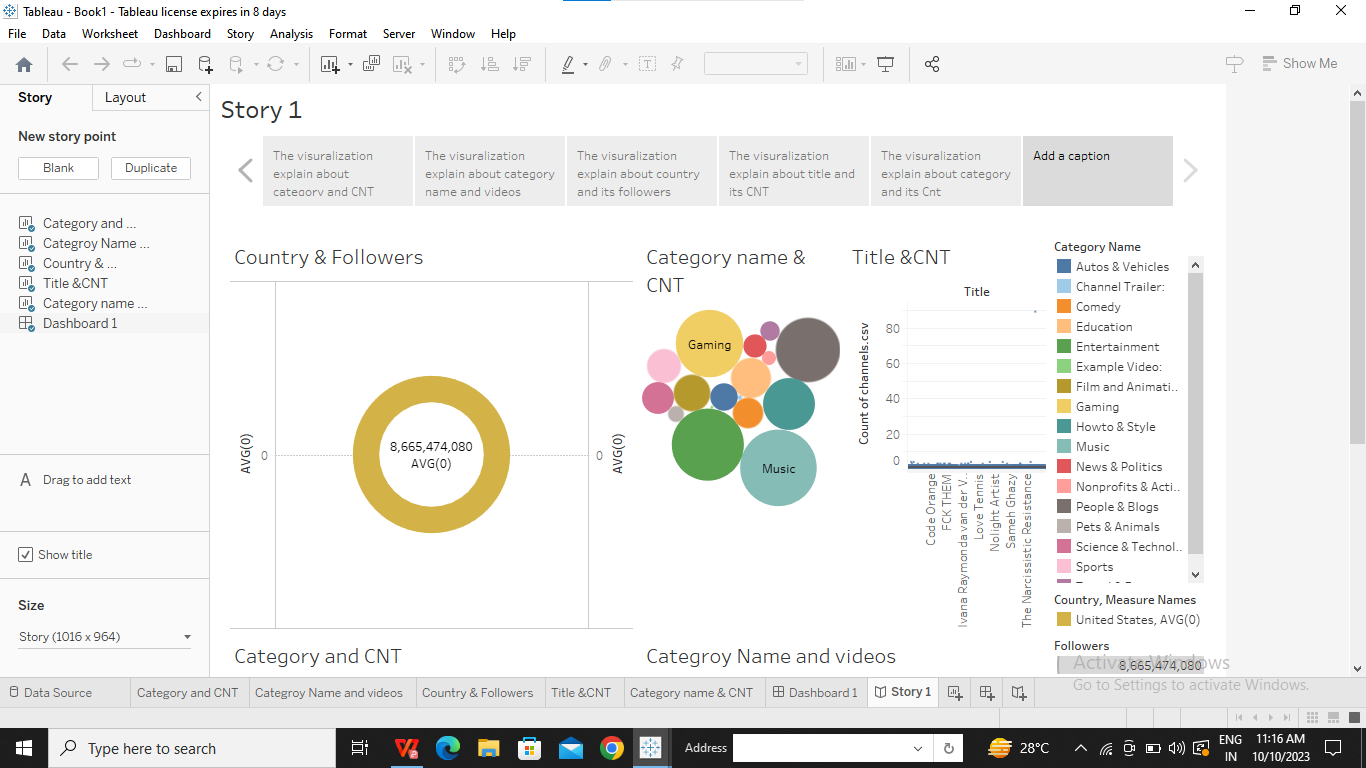 Tableau - Book1 - Tableau license expires in 8 days
File Data Worksheet Dashboard Story Analysis Format Server Window Help
Show Me
Story Layout
New story point
Blank Duplicate
Category and ...
Categroy Name ...
Country & ...
Title &CNT
Category name ...
Dashboard 1
A Drag to add text
Show title
Size
Story (1016 x 964)
Story 1
The visuralization
explain about
category and CNT
The visuralization
explain about category
name and videos
The visuralization
explain about country
and its followers
The visuralization
explain about title and
its CNT
The visuralization
explain about category
and its Cnt
Add a caption
Country & Followers
AVG(0)
0
8,665,474,080
AVG(0)
0
AVG(0)
Category name &
CNT
Gaming
Music
Title &CNT
Title
Count of channels.csv
80
60
40
20
0
Code Orange
FCK THEM
Ivana Raymonda van der V..
Love Tennis
Nolight Artist
Sameh Ghazy
The Narcissistic Resistance
Category Name
Autos & Vehicles
Channel Trailer:
Comedy
Education
Entertainment
Example Video:
Film and Animati..
Gaming
Howto & Style
Music
News & Politics
Nonprofits & Acti..
People & Blogs
Pets & Animals
Science & Technol..
Sports
Country, Measure Names
United States, AVG(0)
Followers
8,665,474,080
Category and CNT
Categroy Name and videos
Activate Windows
Go to Settings to activate Windows.
Data Source Category and CNT Categroy Name and videos Country & Followers Title &CNT Category name & CNT Dashboard 1 Story 1
Type here to search
Address
28°C
ENG
IN
11:16 AM
10/10/2023